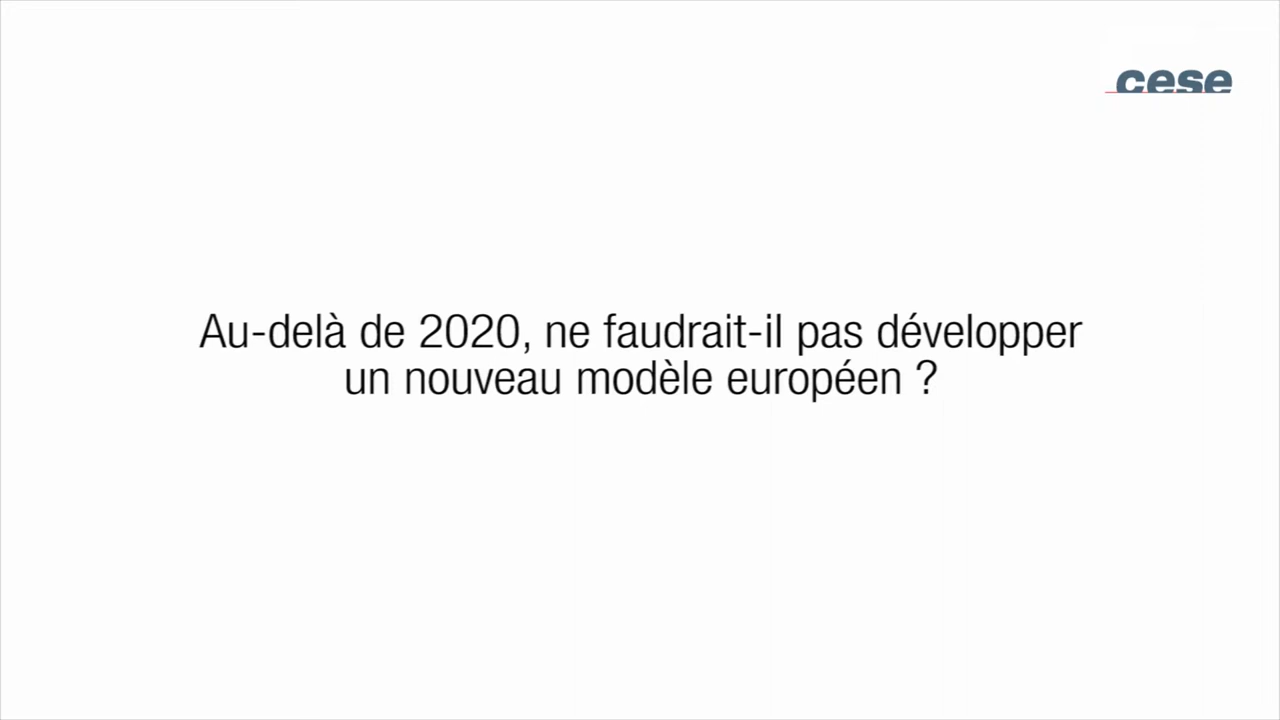 cese
Au-delà de 2020, ne faudrait-il pas développer
un nouveau modèle européen ?